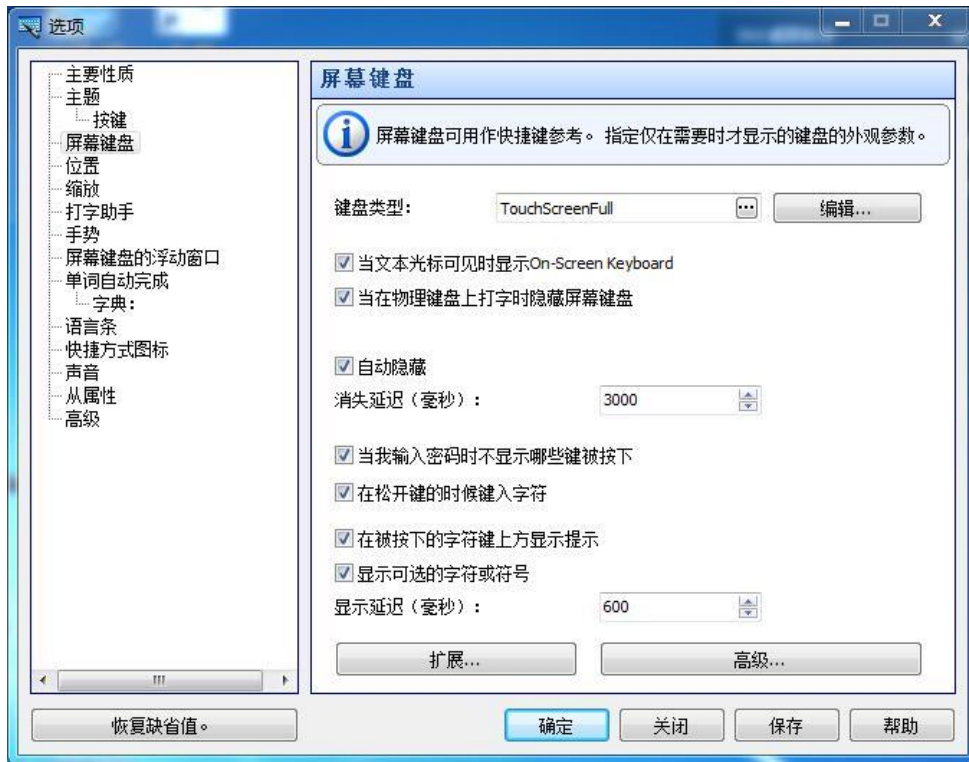 选项
主要性质
主题
按键
屏幕键盘
位置
缩放
打字助手
手势
屏幕键盘的浮动窗口
单词自动完成
字典：
语言条
快捷方式图标
声音
从属性
高级
恢复缺省值。
屏幕键盘
屏幕键盘可用作快捷键参考。 指定仅在需要时才显示的键盘的外观参数。
键盘类型： TouchScreenFull ... 编辑...
当文本光标可见时显示On-Screen Keyboard
当在物理键盘上打字时隐藏屏幕键盘
自动隐藏
消失延迟（毫秒）： 3000
当我输入密码时不显示哪些键被按下
在松开键的时候键入字符
在被按下的字符键上方显示提示
显示可选的字符或符号
显示延迟（毫秒）： 600
扩展... 高级...
确定 关闭 保存 帮助